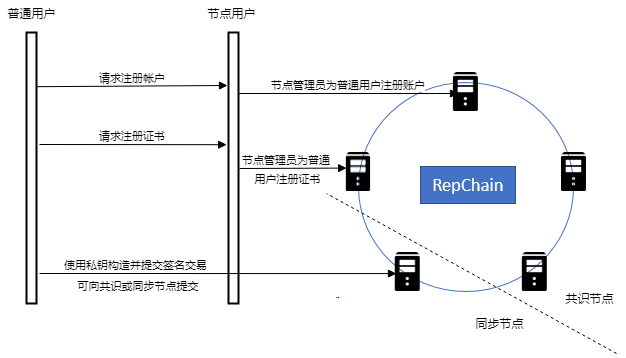 普通用户
节点用户
请求注册帐户
节点管理员为普通用户注册账户
请求注册证书
节点管理员为普通
用户注册证书
RepChain
使用私钥构造并提交签名交易
可向共识或同步节点提交
共识节点
同步节点